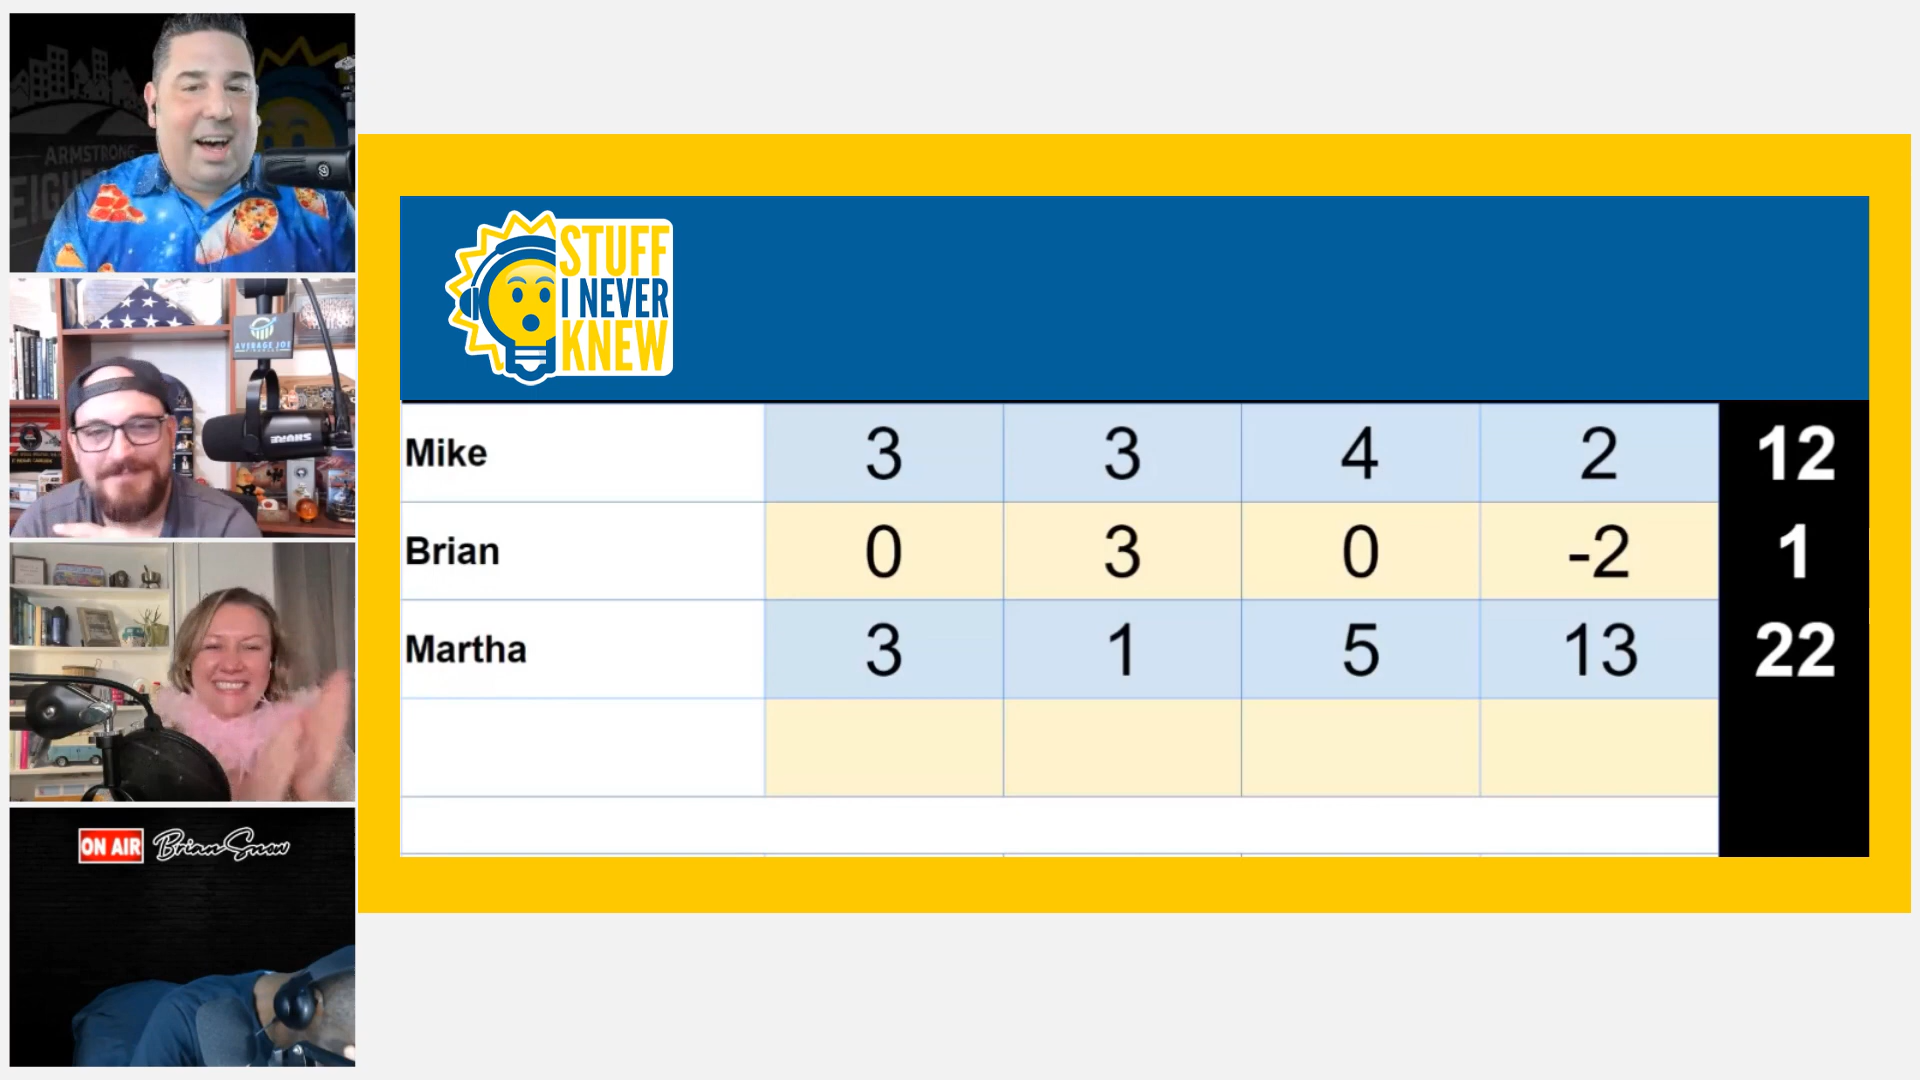 ARMSTRONG
AVERAGE JOE
SHURE
ON AIR Brian Snow
STUFF
I NEVER
KNEW
Mike 3 3 4 2 12
Brian 0 3 0 -2 1
Martha 3 1 5 13 22